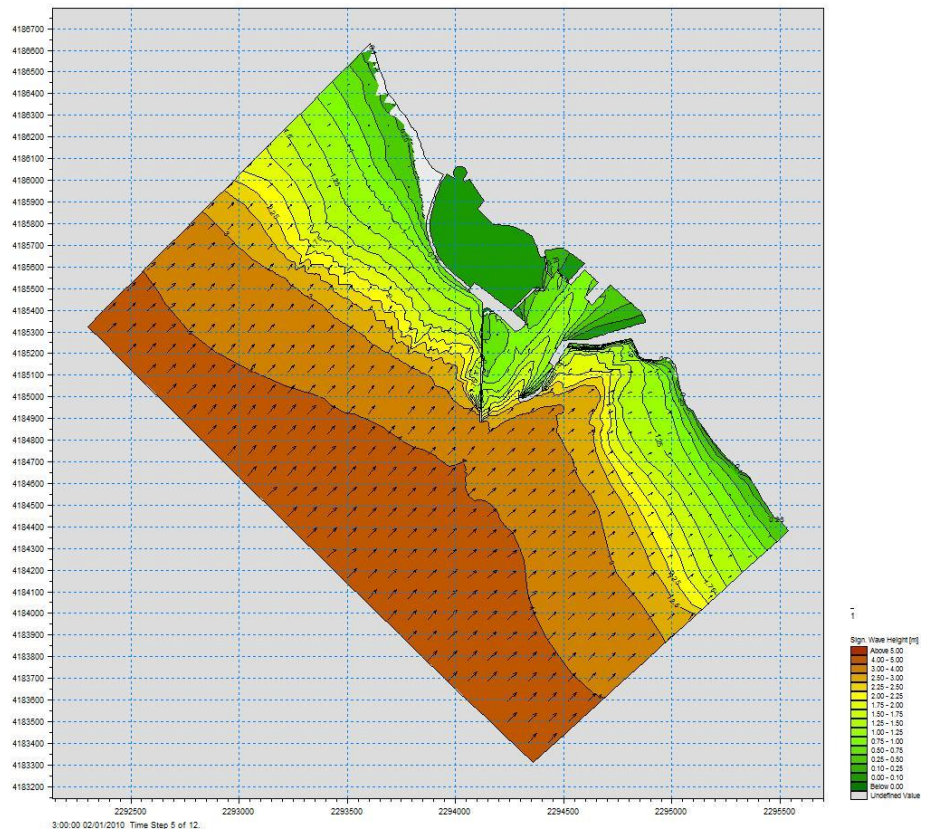 4186700
4186600
4186500
4186400
4186300
4186200
4186100
4186000
4185900
4185800
4185700
4185600
4185500
4185400
4185300
4185200
4185100
4185000
4184900
4184800
4184700
4184600
4184500
4184400
4184300
4184200
4184100
4184000
4183900
4183800
4183700
4183600
4183500
4183400
4183300
4183200
2292500 2293000 2293500 2294000 2294500 2295000 2295500
3:00:00 02/01/2010 Time Step 5 of 12.
1
Sign. Wave Height [m]
Above 5.00
4.00 - 5.00
3.00 - 4.00
2.50 - 3.00
2.25 - 2.50
2.00 - 2.25
1.75 - 2.00
1.50 - 1.75
1.25 - 1.50
1.00 - 1.25
0.75 - 1.00
0.50 - 0.75
0.25 - 0.50
0.10 - 0.25
0.00 - 0.10
Below 0.00
Undefined Value